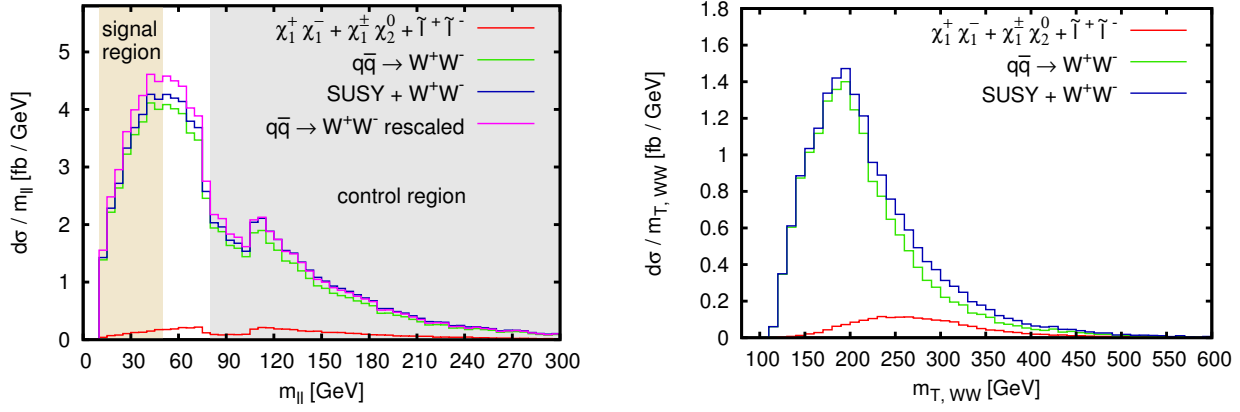 signal
region
χ₁⁺ χ₁⁻ + χ₁± χ₂⁰ + l̃⁺ l̃⁻
qq̅ → W⁺W⁻
SUSY + W⁺W⁻
qq̅ → W⁺W⁻ rescaled
control region
dσ / m_ll [fb / GeV]
5
4
3
2
1
0
0 30 60 90 120 150 180 210 240 270 300
m_ll [GeV]
χ₁⁺ χ₁⁻ + χ₁± χ₂⁰ + l̃⁺ l̃⁻
qq̅ → W⁺W⁻
SUSY + W⁺W⁻
dσ / m_T, WW [fb / GeV]
1.8
1.6
1.4
1.2
1
0.8
0.6
0.4
0.2
0
100 150 200 250 300 350 400 450 500 550 600
m_T, WW [GeV]